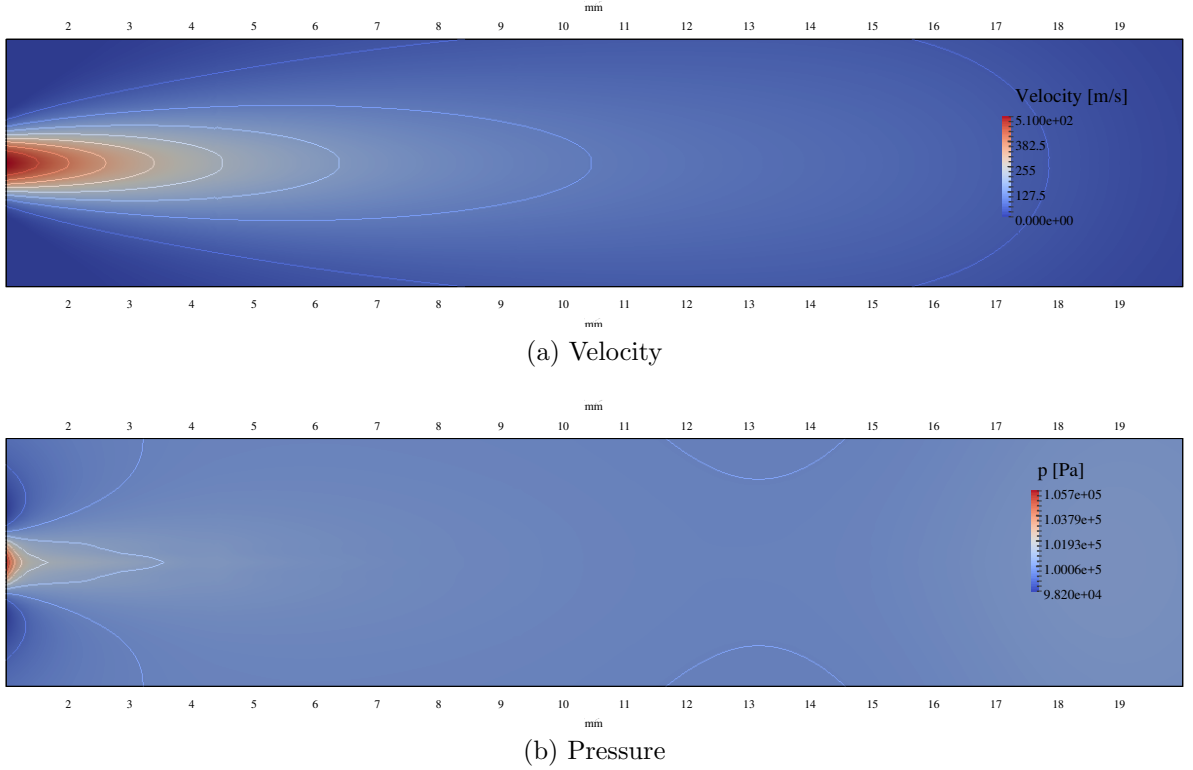 mm
2 3 4 5 6 7 8 9 10 11 12 13 14 15 16 17 18 19
Velocity [m/s]
5.100e+02
382.5
255
127.5
0.000e+00
2 3 4 5 6 7 8 9 10 11 12 13 14 15 16 17 18 19
mm
(a) Velocity
mm
2 3 4 5 6 7 8 9 10 11 12 13 14 15 16 17 18 19
p [Pa]
1.057e+05
1.0379e+5
1.0193e+5
1.0006e+5
9.820e+04
2 3 4 5 6 7 8 9 10 11 12 13 14 15 16 17 18 19
mm
(b) Pressure